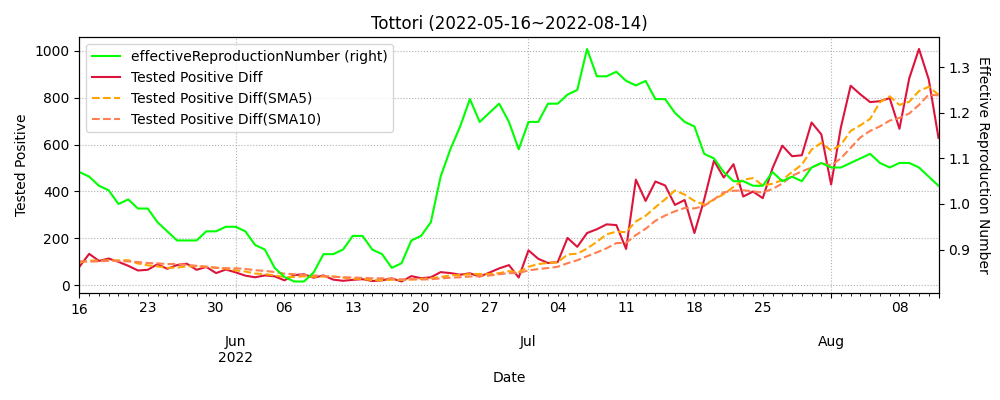 Tottori (2022-05-16~2022-08-14)
effectiveReproductionNumber (right)
Tested Positive Diff
Tested Positive Diff(SMA5)
Tested Positive Diff(SMA10)
Tested Positive
1000
800
600
400
200
0
Effective Reproduction Number
1.3
1.2
1.1
1.0
0.9
16 23 30 06 13 20 27 04 11 18 25 08
Jun Jul Aug
2022
Date